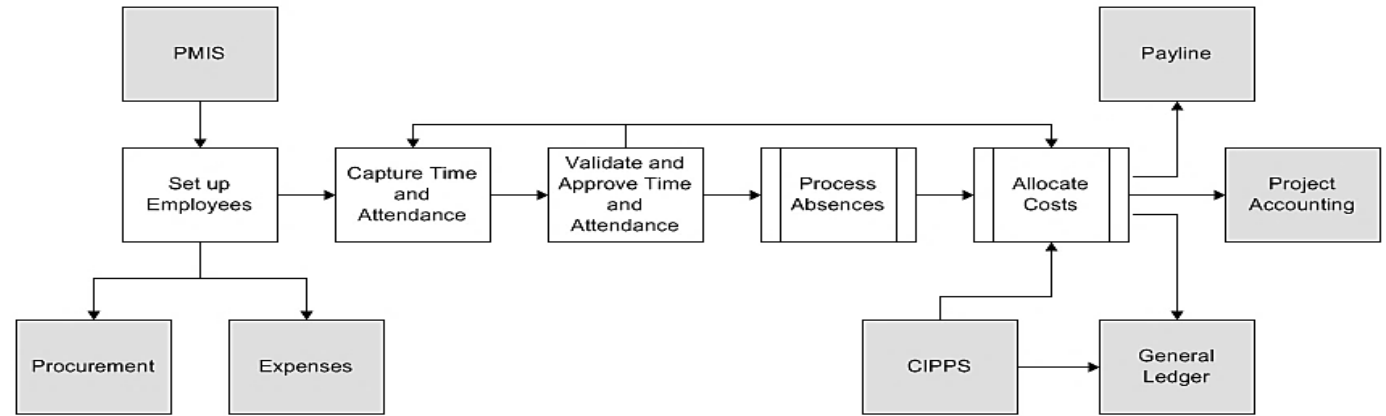 PMIS
Payline
Set up
Employees
Capture Time
and
Attendance
Validate and
Approve Time
and
Attendance
Process
Absences
Allocate
Costs
Project
Accounting
Procurement
Expenses
CIPPS
General
Ledger